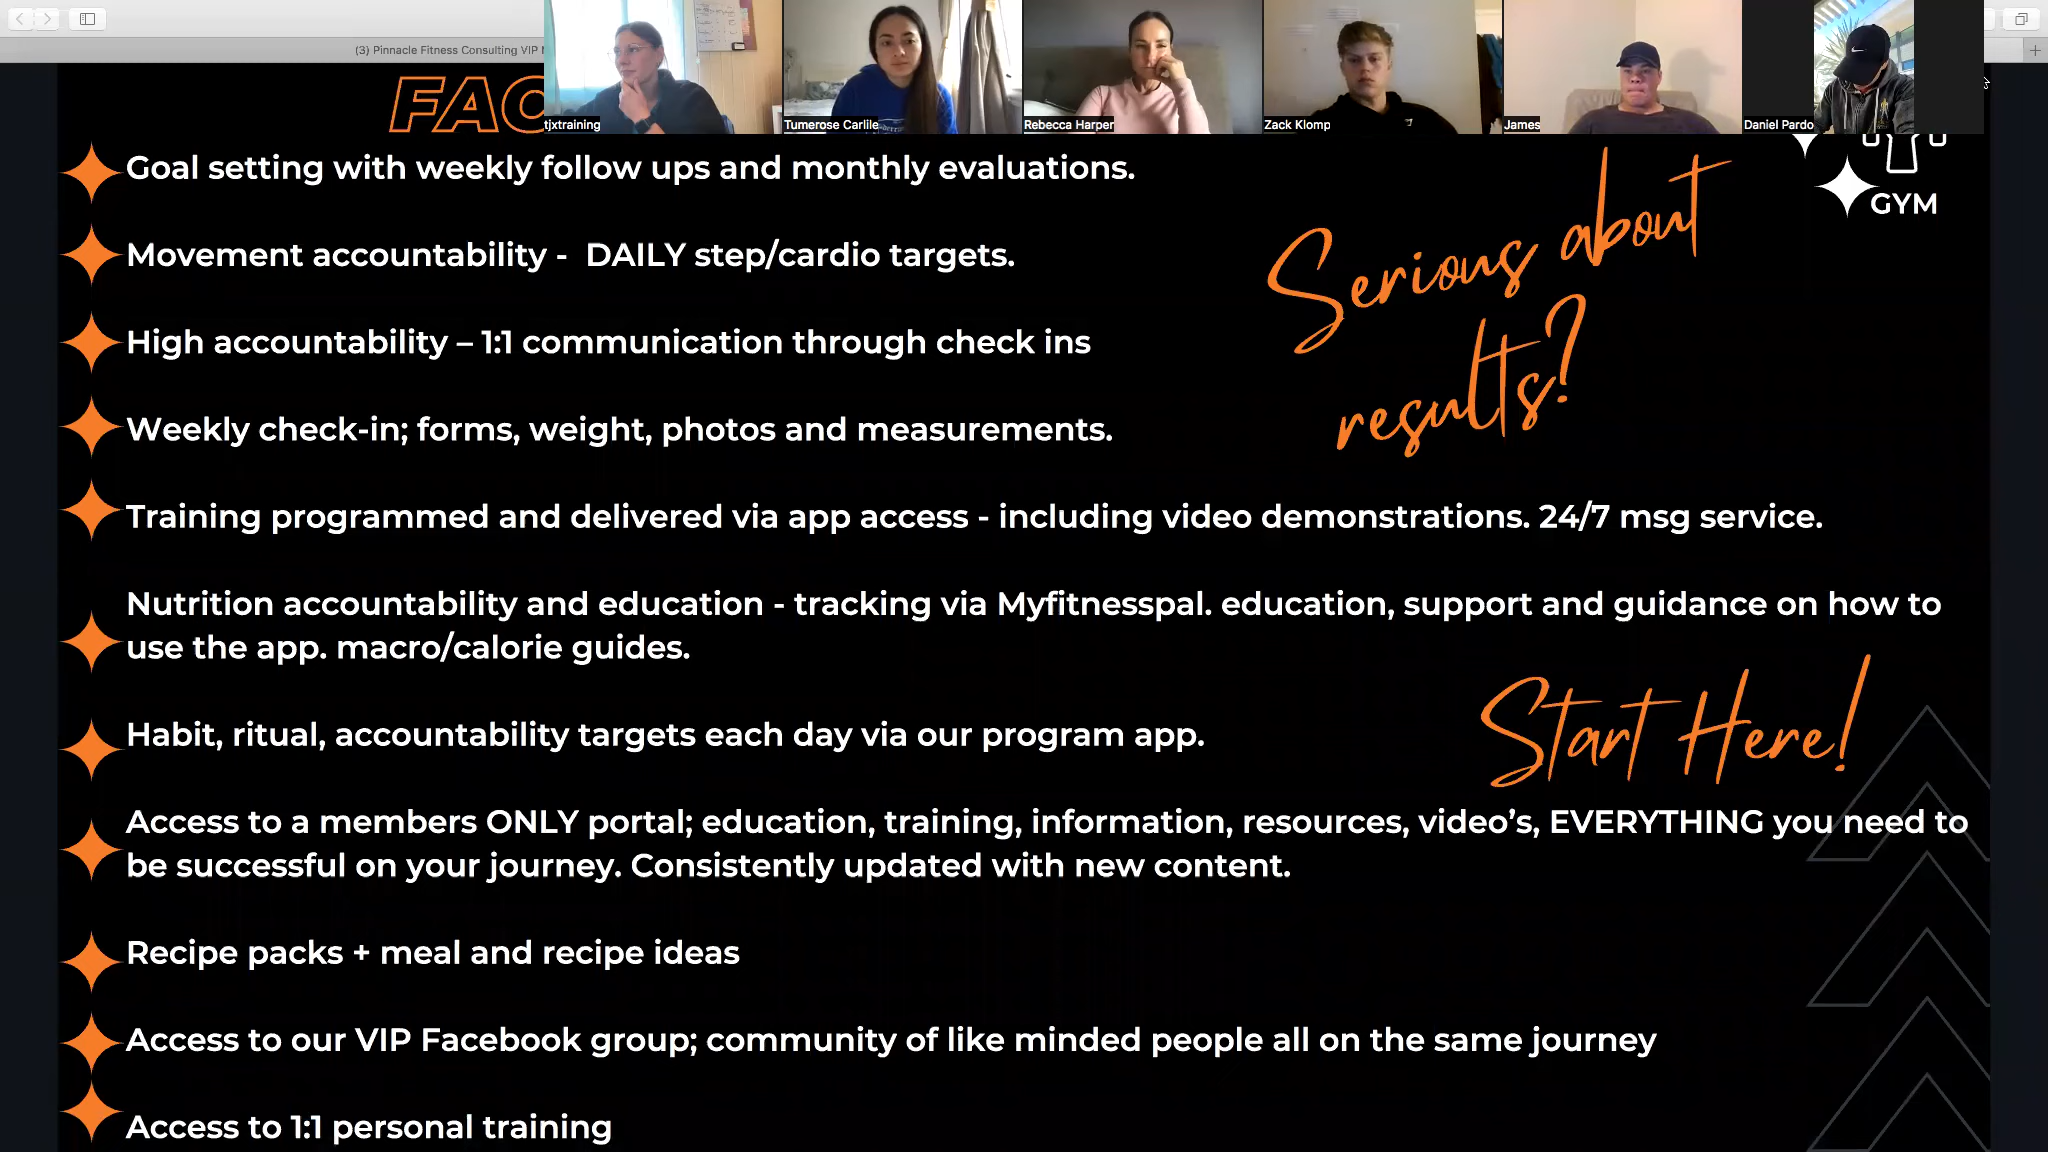 (3) Pinnacle Fitness Consulting VIP
tjxtraining
Tumerose Carlile
Rebecca Harper
Zack Klomp
James
Daniel Pardo
GYM
Goal setting with weekly follow ups and monthly evaluations.
Movement accountability -  DAILY step/cardio targets.
High accountability – 1:1 communication through check ins
Weekly check-in; forms, weight, photos and measurements.
Serious about
results?
Training programmed and delivered via app access - including video demonstrations. 24/7 msg service.
Nutrition accountability and education - tracking via Myfitnesspal. education, support and guidance on how to
use the app. macro/calorie guides.
Start Here!
Habit, ritual, accountability targets each day via our program app.
Access to a members ONLY portal; education, training, information, resources, video’s, EVERYTHING you need to
be successful on your journey. Consistently updated with new content.
Recipe packs + meal and recipe ideas
Access to our VIP Facebook group; community of like minded people all on the same journey
Access to 1:1 personal training